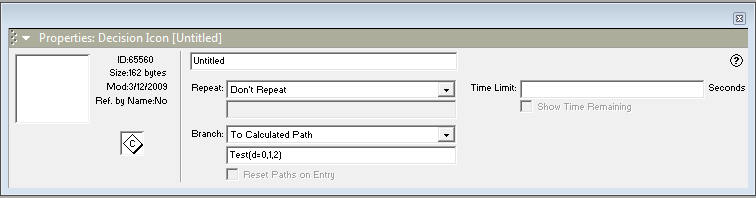 Properties: Decision Icon [Untitled]
ID:65560
Size:162 bytes
Mod:3/12/2009
Ref. by Name:No
C
Untitled
?
Repeat: Don't Repeat
Time Limit: Seconds
Show Time Remaining
Branch: To Calculated Path
Test(d=0,1,2)
Reset Paths on Entry